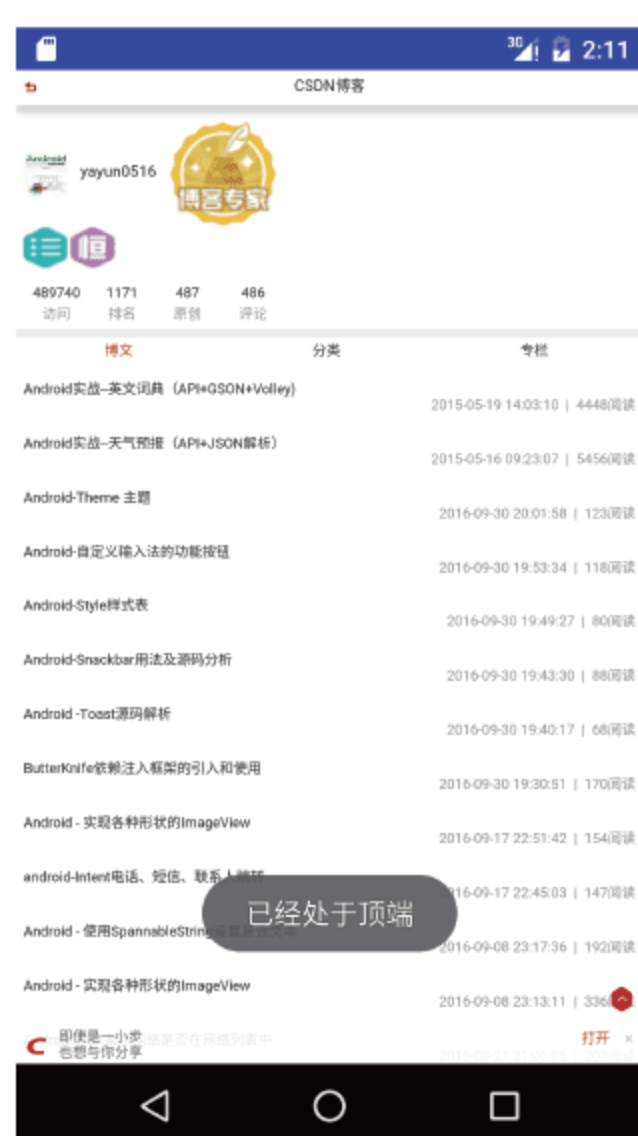 3G 2:11
CSDN博客
Android
yayun0516
博客专家
恒
489740 1171 487 486
访问 排名 原创 评论
博文 分类 专栏
Android实战--英文词典（API+GSON+Volley)
2015-05-19 14:03:10 | 4448阅读
Android实战--天气预报（API+JSON解析）
2015-05-16 09:23:07 | 5456阅读
Android-Theme 主题
2016-09-30 20:01:58 | 123阅读
Android-自定义输入法的功能按钮
2016-09-30 19:53:34 | 118阅读
Android-Style样式表
2016-09-30 19:49:27 | 80阅读
Android-Snackbar用法及源码分析
2016-09-30 19:43:30 | 88阅读
Android -Toast源码解析
2016-09-30 19:40:17 | 68阅读
ButterKnife依赖注入框架的引入和使用
2016-09-30 19:30:51 | 170阅读
Android - 实现各种形状的ImageView
2016-09-17 22:51:42 | 154阅读
android-Intent电话、短信、联系人跳转
2016-09-17 22:45:03 | 147阅读
已经处于顶端
Android - 使用SpannableString
2016-09-08 23:17:36 | 192阅读
Android - 实现各种形状的ImageView
2016-09-08 23:13:11 | 336
即使是一小步
也想与你分享
打开 ×
络是否在网络列表中